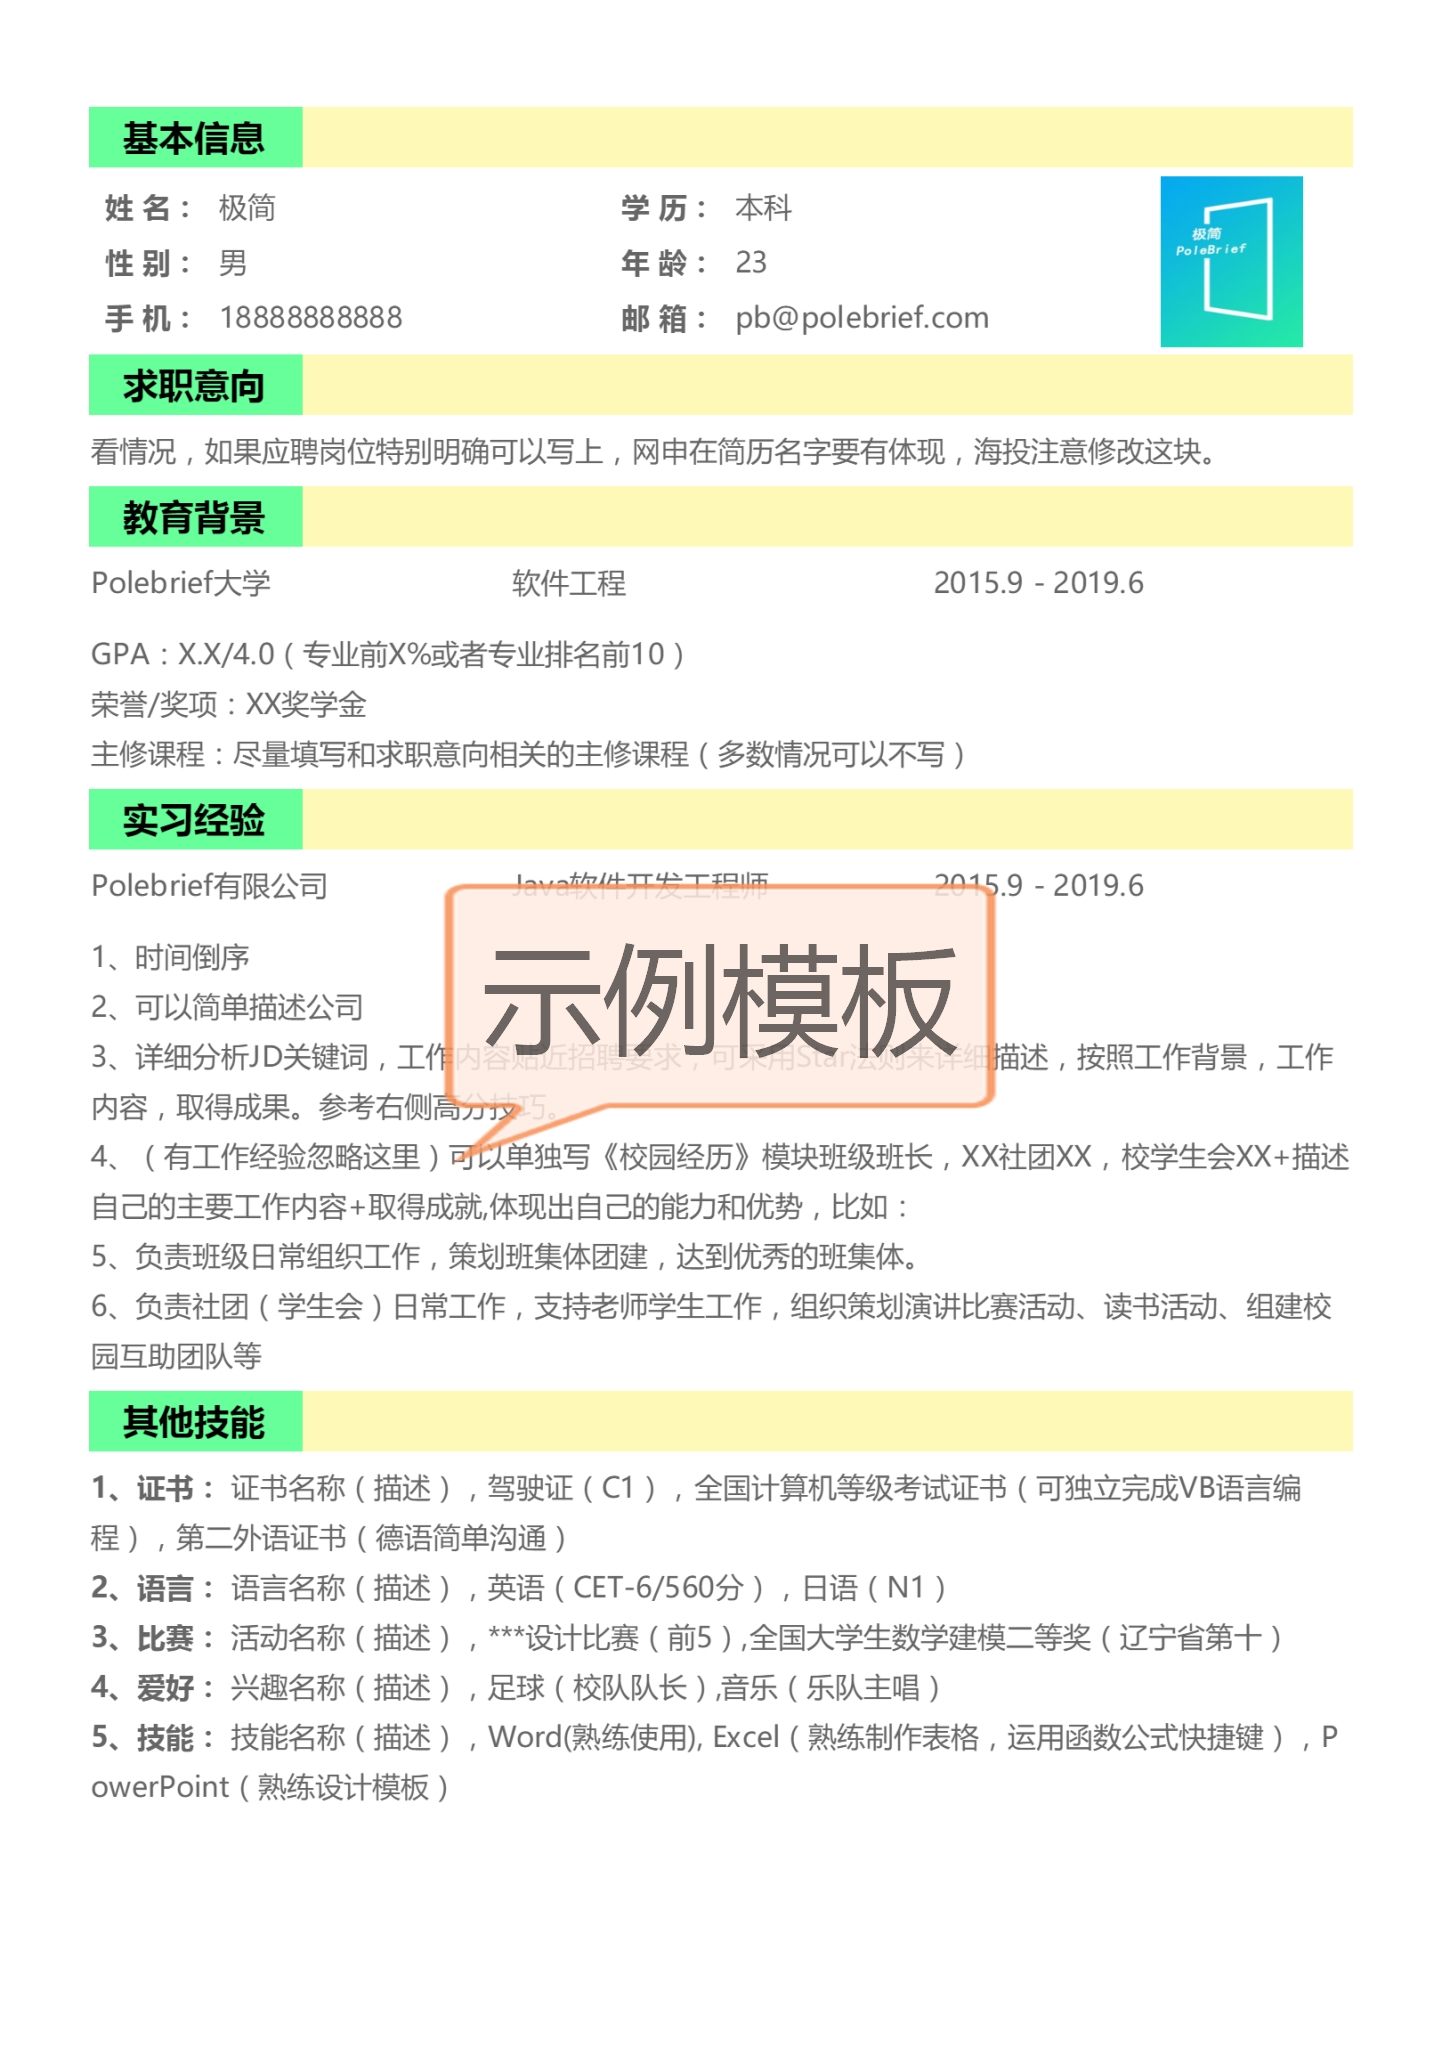 基本信息
姓 名： 极简 学 历： 本科
极简
PoleBrief
性 别： 男 年 龄： 23
手 机： 18888888888 邮 箱： pb@polebrief.com
求职意向
看情况，如果应聘岗位特别明确可以写上，网申在简历名字要有体现，海投注意修改这块。
教育背景
Polebrief大学 软件工程 2015.9 - 2019.6
GPA：X.X/4.0（专业前X%或者专业排名前10）
荣誉/奖项：XX奖学金
主修课程：尽量填写和求职意向相关的主修课程（多数情况可以不写）
实习经验
Polebrief有限公司 Java软件开发工程师 2015.9 - 2019.6
示例模板
1、时间倒序
2、可以简单描述公司
3、详细分析JD关键词，工作内容贴近招聘要求，可采用Star法则来详细描述，按照工作背景，工作
内容，取得成果。参考右侧高分技巧。
4、（有工作经验忽略这里）可以单独写《校园经历》模块班级班长，XX社团XX，校学生会XX+描述
自己的主要工作内容+取得成就,体现出自己的能力和优势，比如：
5、负责班级日常组织工作，策划班集体团建，达到优秀的班集体。
6、负责社团（学生会）日常工作，支持老师学生工作，组织策划演讲比赛活动、读书活动、组建校
园互助团队等
其他技能
1、证书： 证书名称（描述），驾驶证（C1），全国计算机等级考试证书（可独立完成VB语言编
程），第二外语证书（德语简单沟通）
2、语言： 语言名称（描述），英语（CET-6/560分），日语（N1）
3、比赛： 活动名称（描述），***设计比赛（前5）,全国大学生数学建模二等奖（辽宁省第十）
4、爱好： 兴趣名称（描述），足球（校队队长）,音乐（乐队主唱）
5、技能： 技能名称（描述），Word(熟练使用), Excel（熟练制作表格，运用函数公式快捷键），P
owerPoint（熟练设计模板）